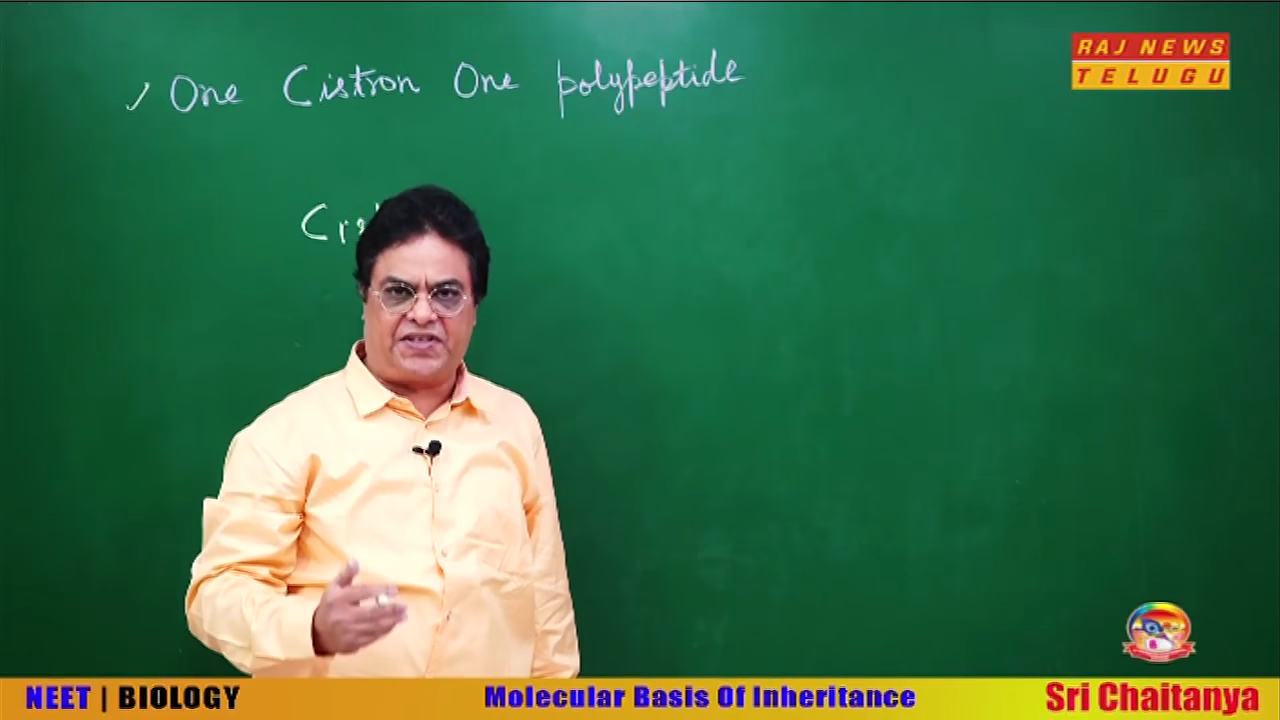 RAJ NEWS
TELUGU
One Cistron One polypeptide
NEET | BIOLOGY
Molecular Basis Of Inheritance
Sri Chaitanya